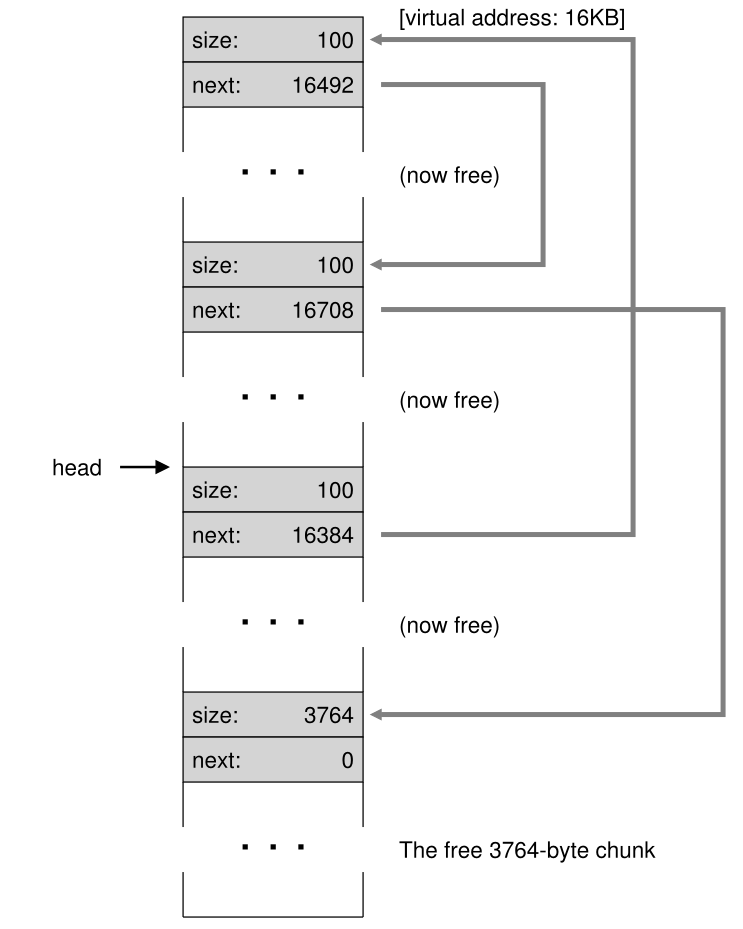 [virtual address: 16KB]
size: 100
next: 16492
. . .
(now free)
size: 100
next: 16708
. . .
(now free)
head
size: 100
next: 16384
. . .
(now free)
size: 3764
next: 0
. . .
The free 3764-byte chunk